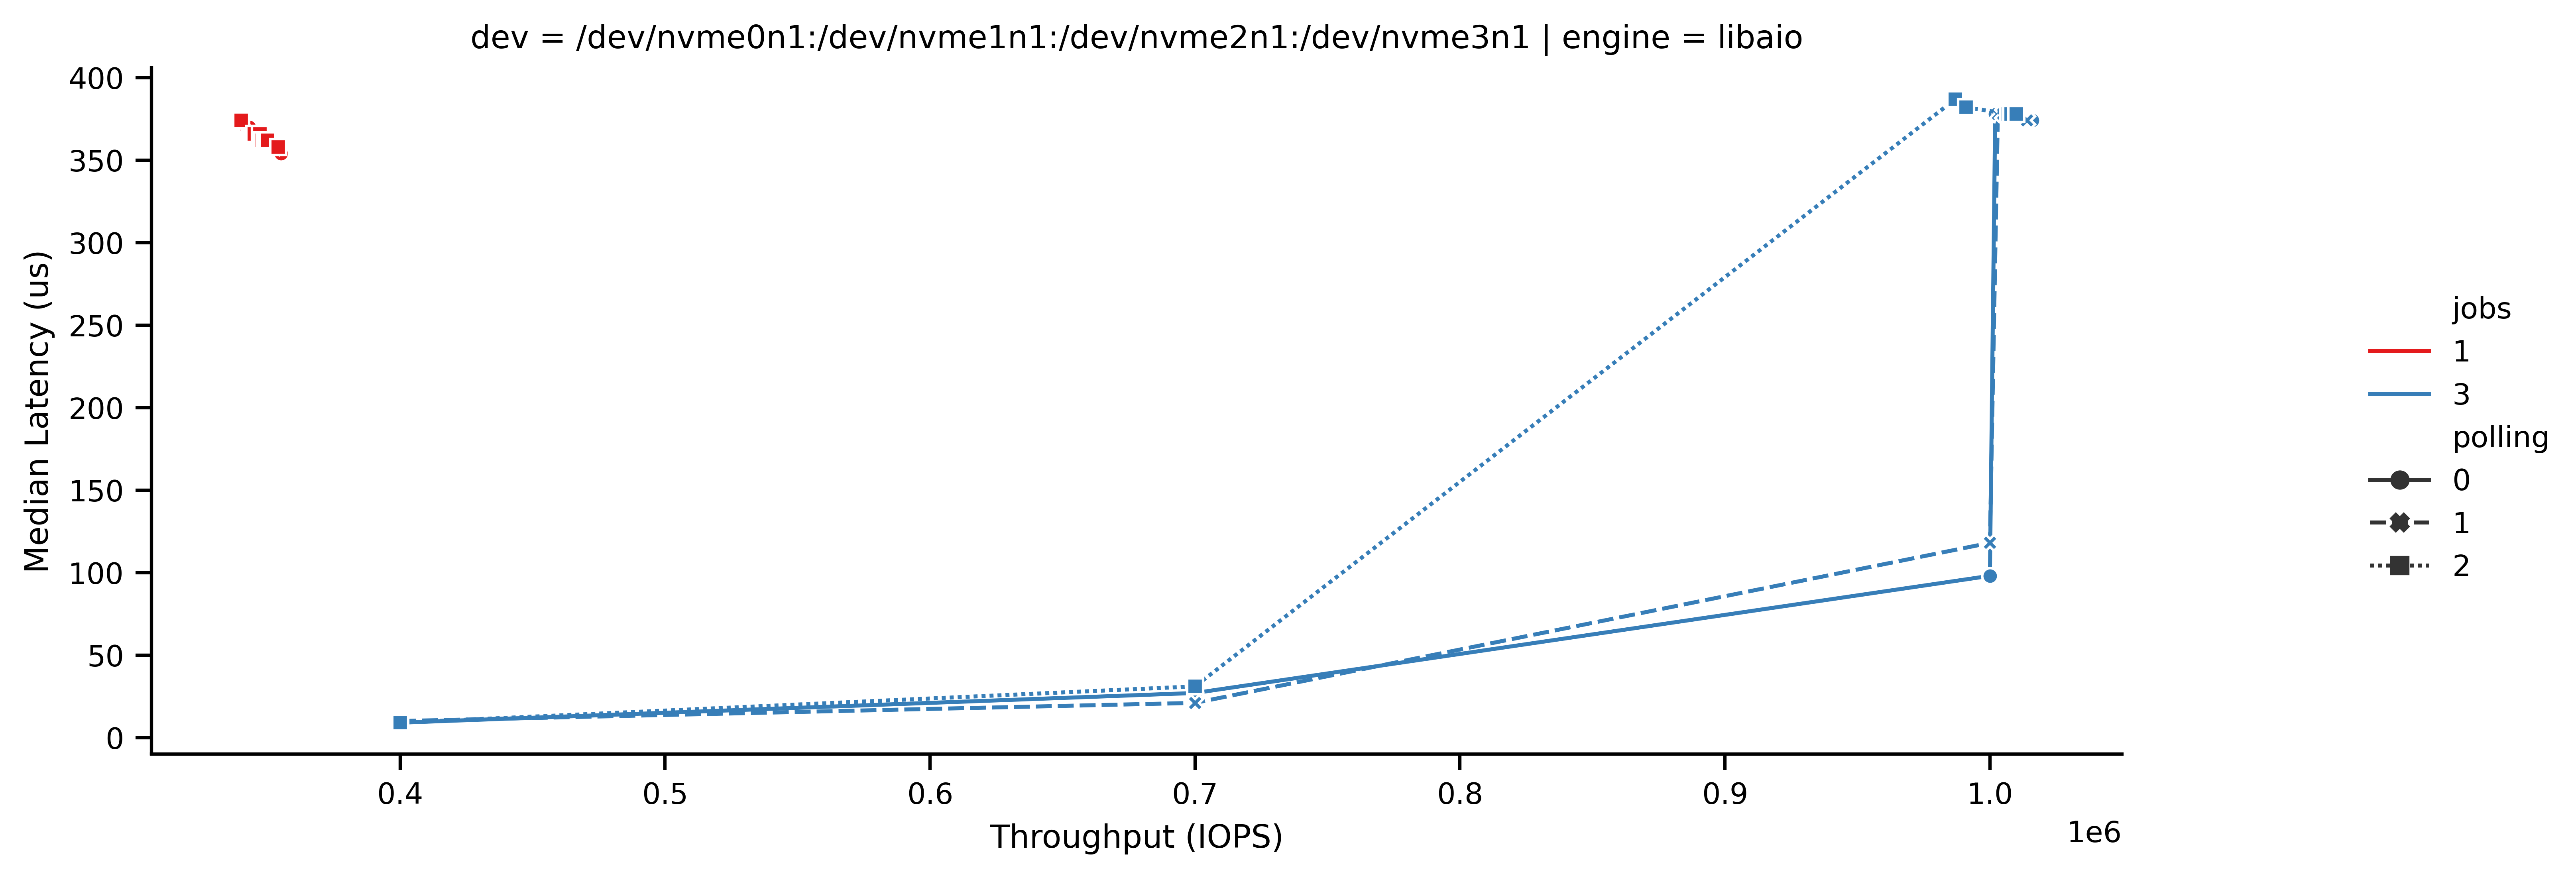 dev = /dev/nvme0n1:/dev/nvme1n1:/dev/nvme2n1:/dev/nvme3n1 | engine = libaio
Median Latency (us)
400
350
300
250
200
150
100
50
0
0.4 0.5 0.6 0.7 0.8 0.9 1.0
1e6
Throughput (IOPS)
jobs
1
3
polling
0
1
2